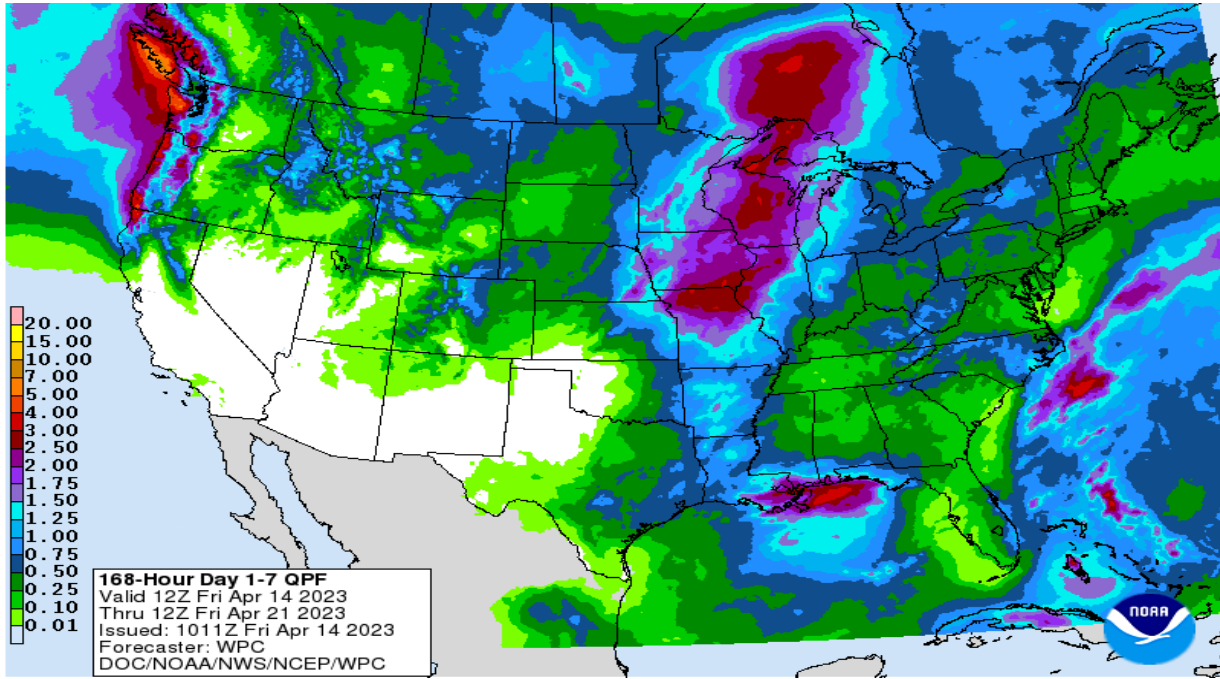 20.00
15.00
10.00
7.00
5.00
4.00
3.00
2.50
2.00
1.75
1.50
1.25
1.00
0.75
0.50
0.25
0.10
0.01
168-Hour Day 1-7 QPF
Valid 12Z Fri Apr 14 2023
Thru 12Z Fri Apr 21 2023
Issued: 1011Z Fri Apr 14 2023
Forecaster: WPC
DOC/NOAA/NWS/NCEP/WPC
NOAA